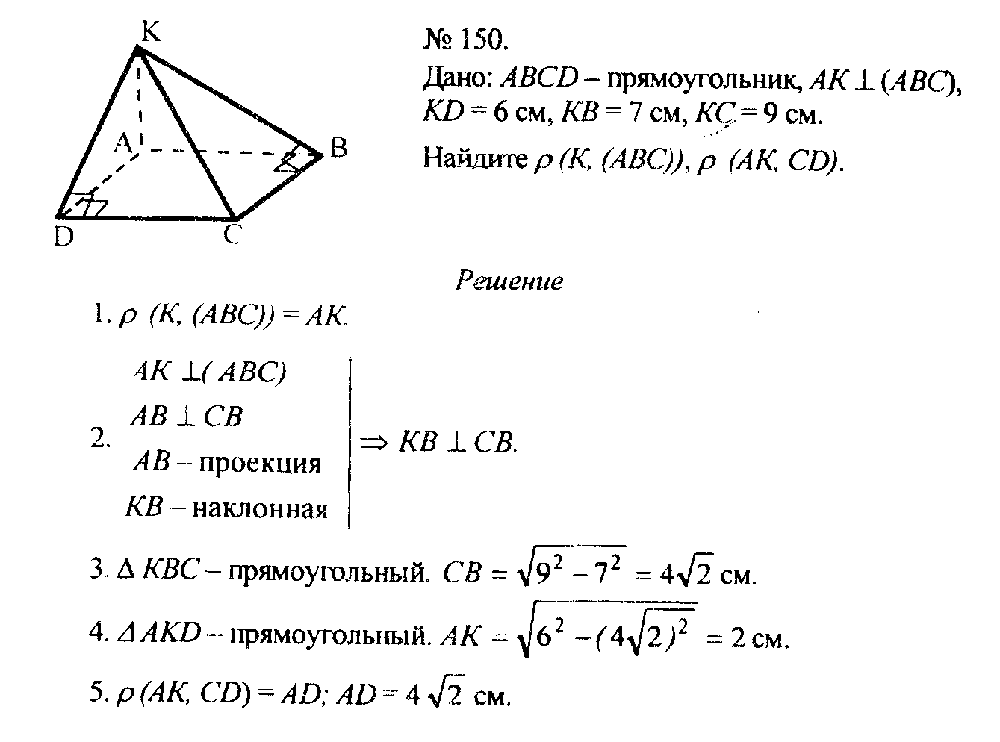 K
A
B
D
C
№ 150.
Дано: ABCD – прямоугольник, AK ⊥ (ABC),
KD = 6 см, KB = 7 см, KC = 9 см.
Найдите ρ (K, (ABC)), ρ (AK, CD).
Решение
1. ρ (K, (ABC)) = AK.
2.
AK ⊥ (ABC)
AB ⊥ CB
AB – проекция
KB – наклонная
⇒ KB ⊥ CB.
3. Δ KBC – прямоугольный. CB = √(9² – 7²) = 4√2 см.
4. Δ AKD – прямоугольный. AK = √(6² – (4√2)²) = 2 см.
5. ρ (AK, CD) = AD; AD = 4√2 см.